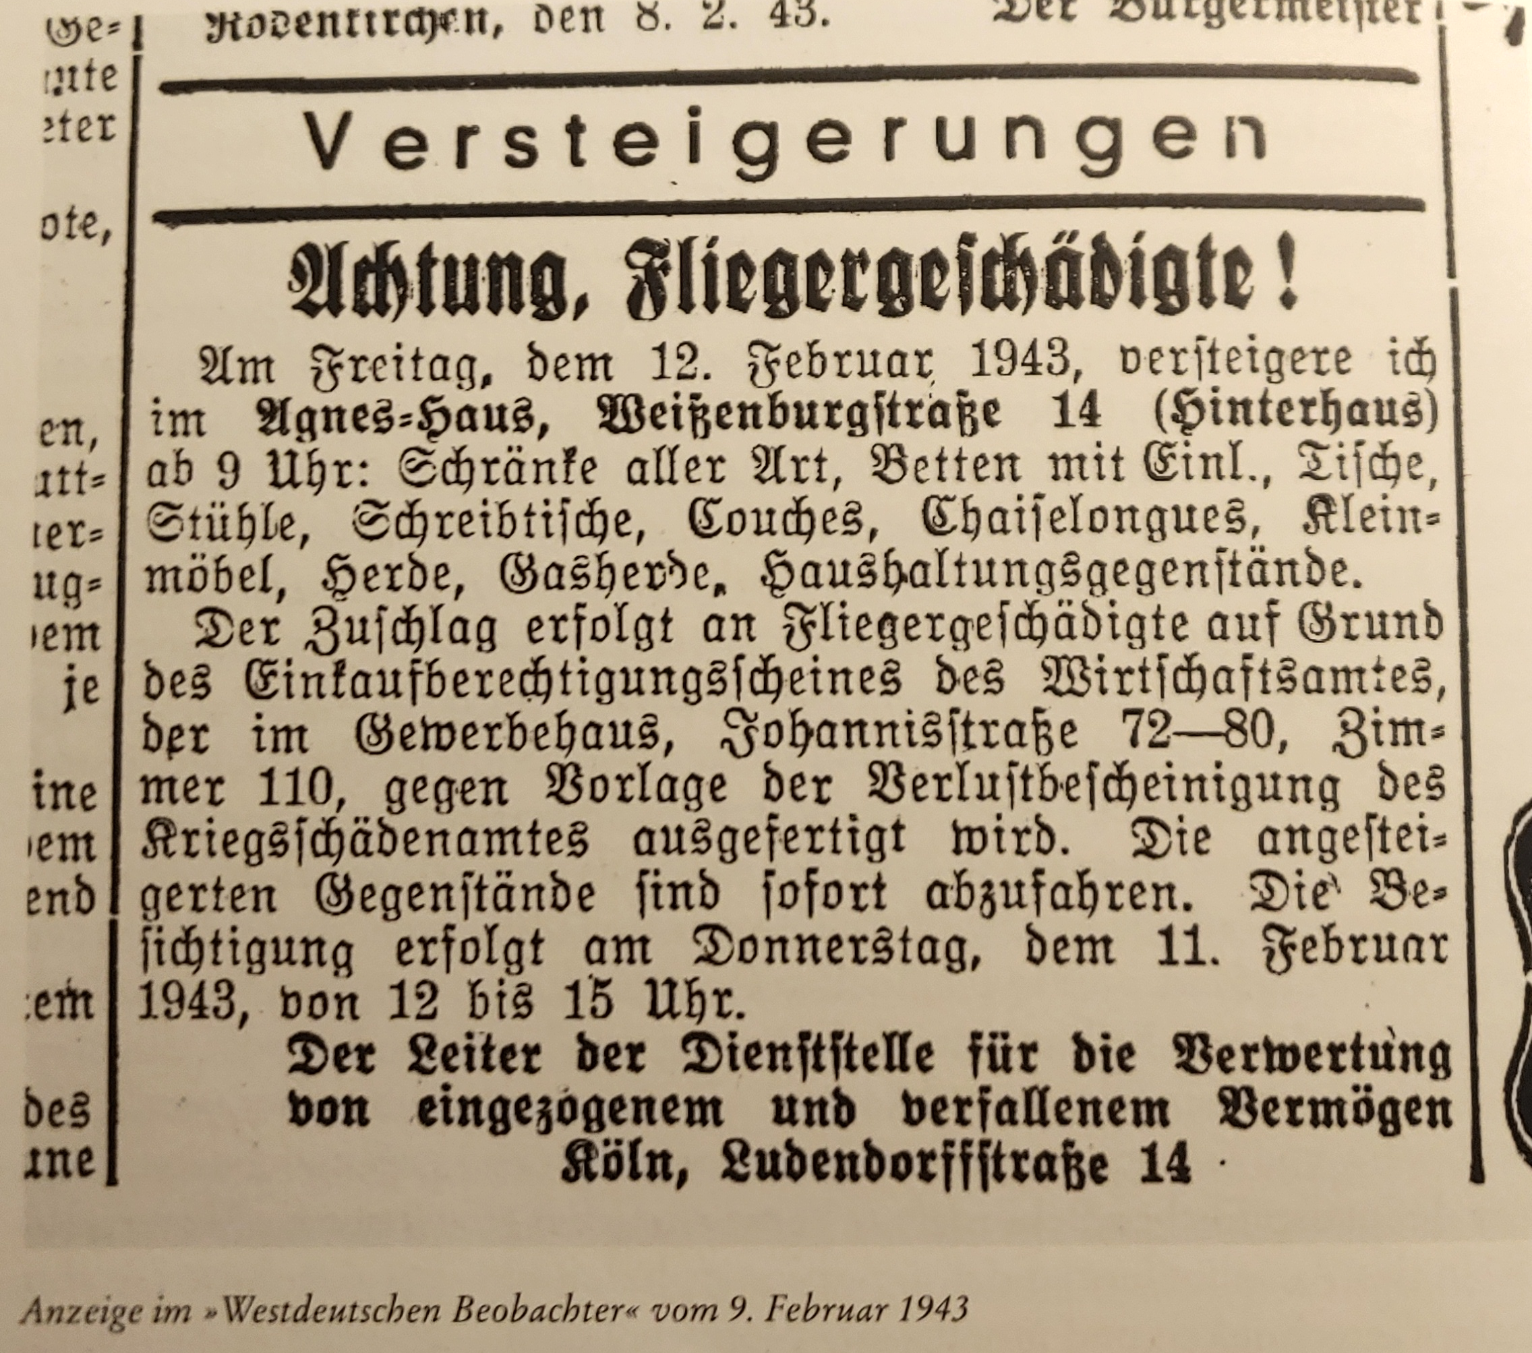 Rodenkirchen, den 8. 2. 43. Der Bürgermeister
Versteigerungen
Achtung, Fliegergeschädigte!
Am Freitag, dem 12. Februar 1943, versteigere ich
im Agnes-Haus, Weißenburgstraße 14 (Hinterhaus)
ab 9 Uhr: Schränke aller Art, Betten mit Einl., Tische,
Stühle, Schreibtische, Couches, Chaiselongues, Klein-
möbel, Herde, Gasherde, Haushaltungsgegenstände.
Der Zuschlag erfolgt an Fliegergeschädigte auf Grund
des Einkaufberechtigungsscheines des Wirtschaftsamtes,
der im Gewerbehaus, Johannisstraße 72—80, Zim-
mer 110, gegen Vorlage der Verlustbescheinigung des
Kriegsschädenamtes ausgefertigt wird. Die angestei-
gerten Gegenstände sind sofort abzufahren. Die Be-
sichtigung erfolgt am Donnerstag, dem 11. Februar
1943, von 12 bis 15 Uhr.
Der Leiter der Dienststelle für die Verwertung
von eingezogenem und verfallenem Vermögen
Köln, Ludendorffstraße 14
Anzeige im »Westdeutschen Beobachter« vom 9. Februar 1943